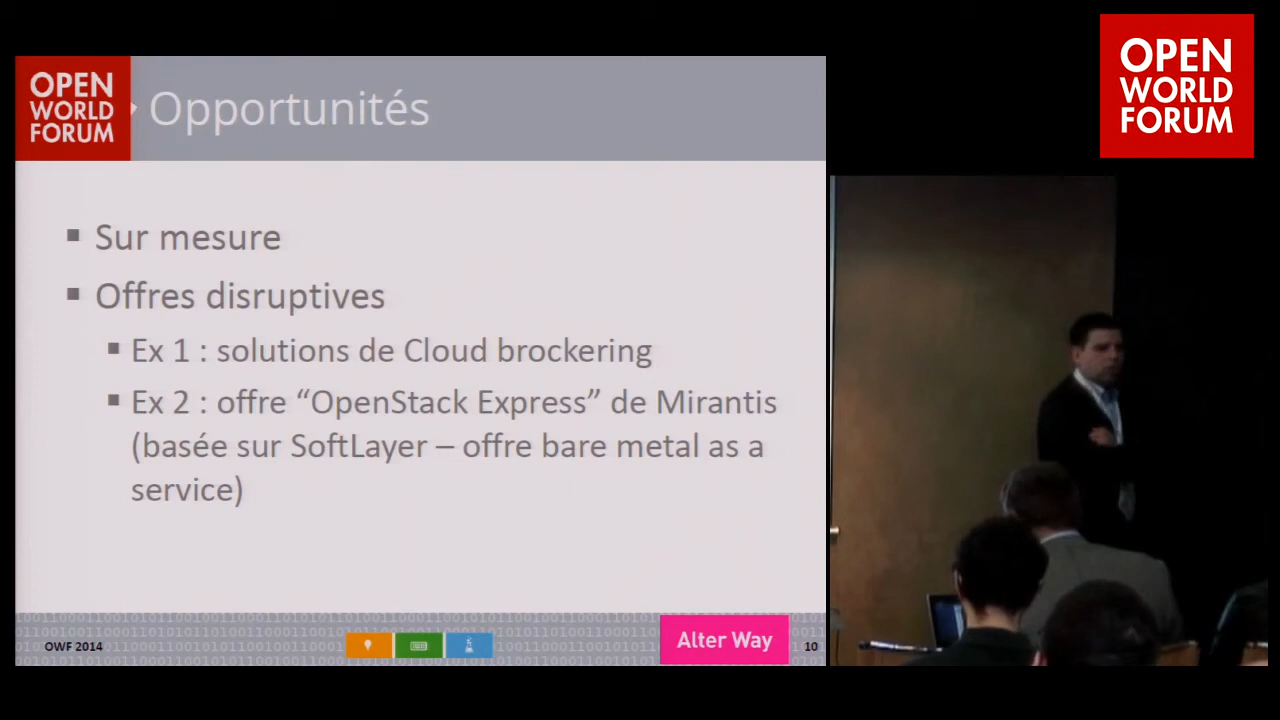 OPEN
WORLD
FORUM
Opportunités
Sur mesure
Offres disruptives
Ex 1 : solutions de Cloud brockering
Ex 2 : offre “OpenStack Express” de Mirantis
(basée sur SoftLayer – offre bare metal as a
service)
OWF 2014
Alter Way
10
OPEN
WORLD
FORUM